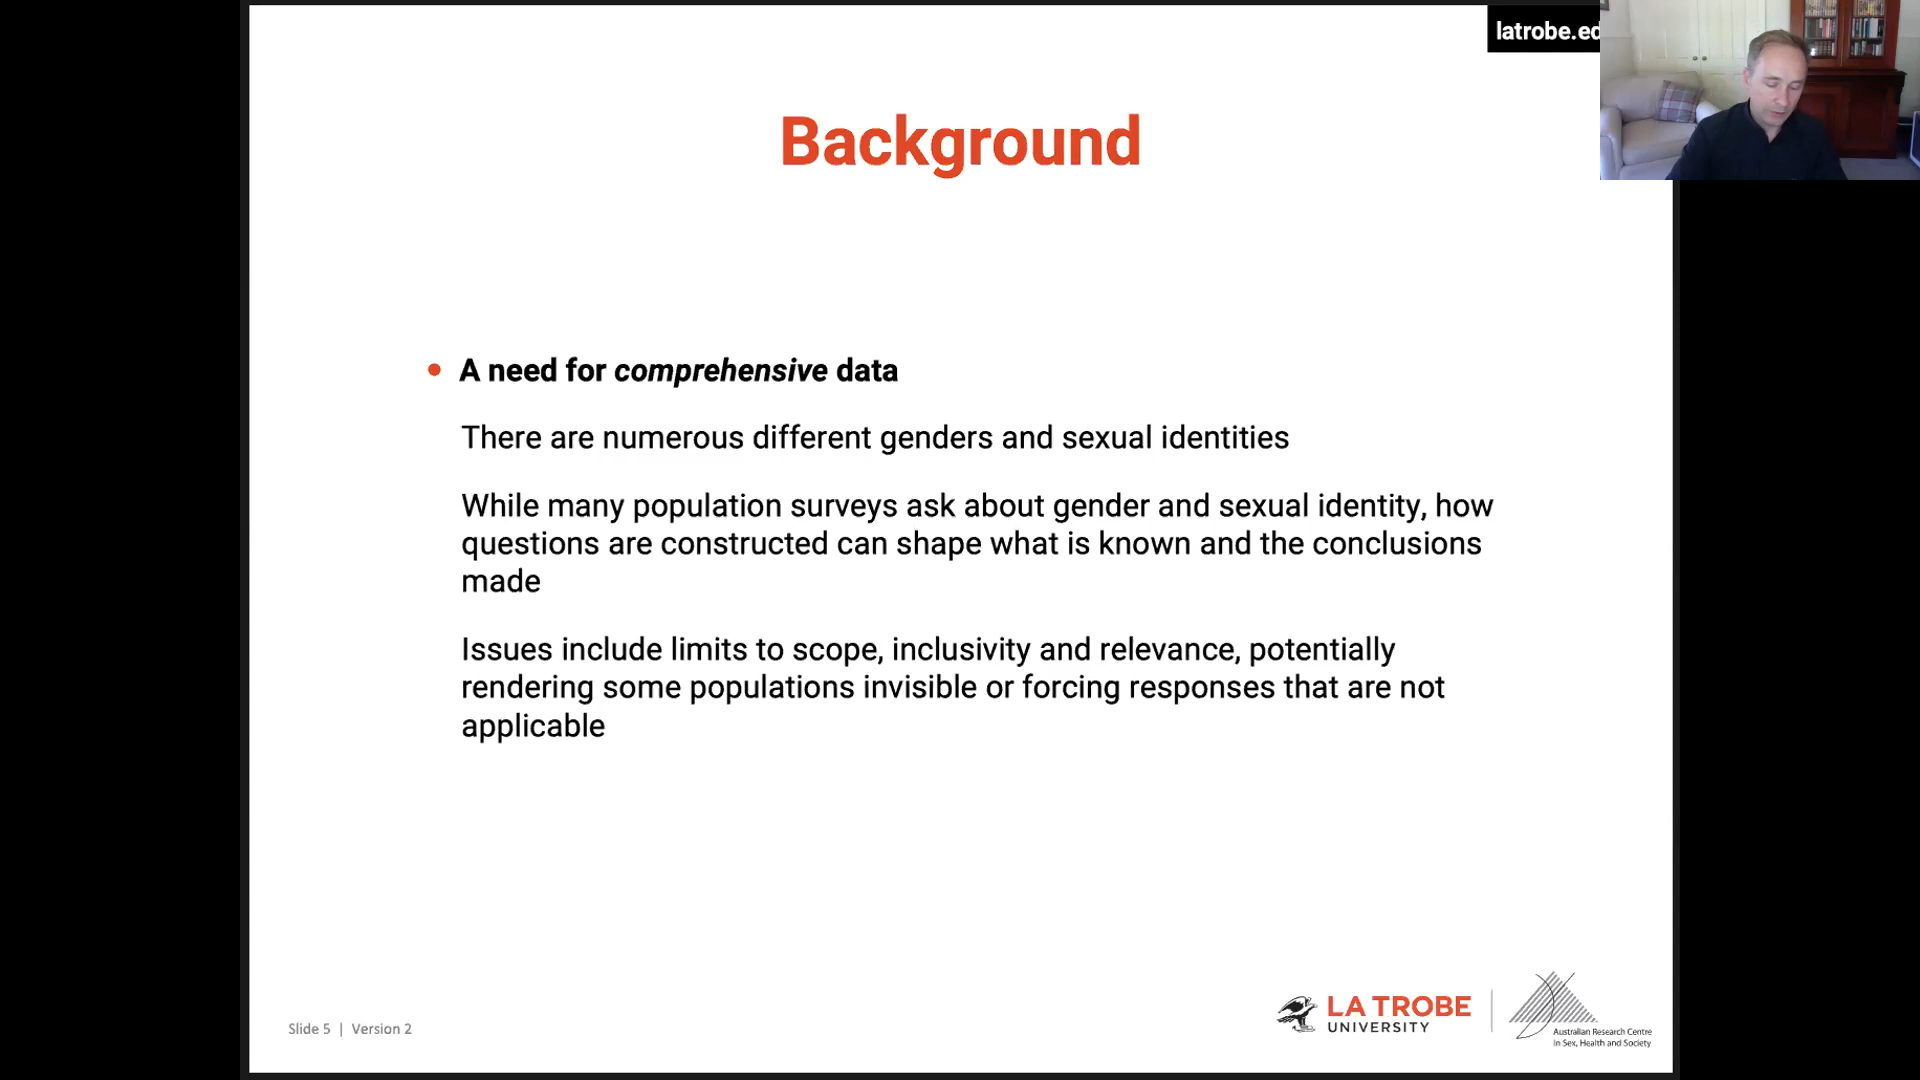 latrobe.ed
Background
A need for comprehensive data
There are numerous different genders and sexual identities
While many population surveys ask about gender and sexual identity, how
questions are constructed can shape what is known and the conclusions
made
Issues include limits to scope, inclusivity and relevance, potentially
rendering some populations invisible or forcing responses that are not
applicable
Slide 5 | Version 2
LA TROBE
UNIVERSITY
Australian Research Centre
in Sex, Health and Society